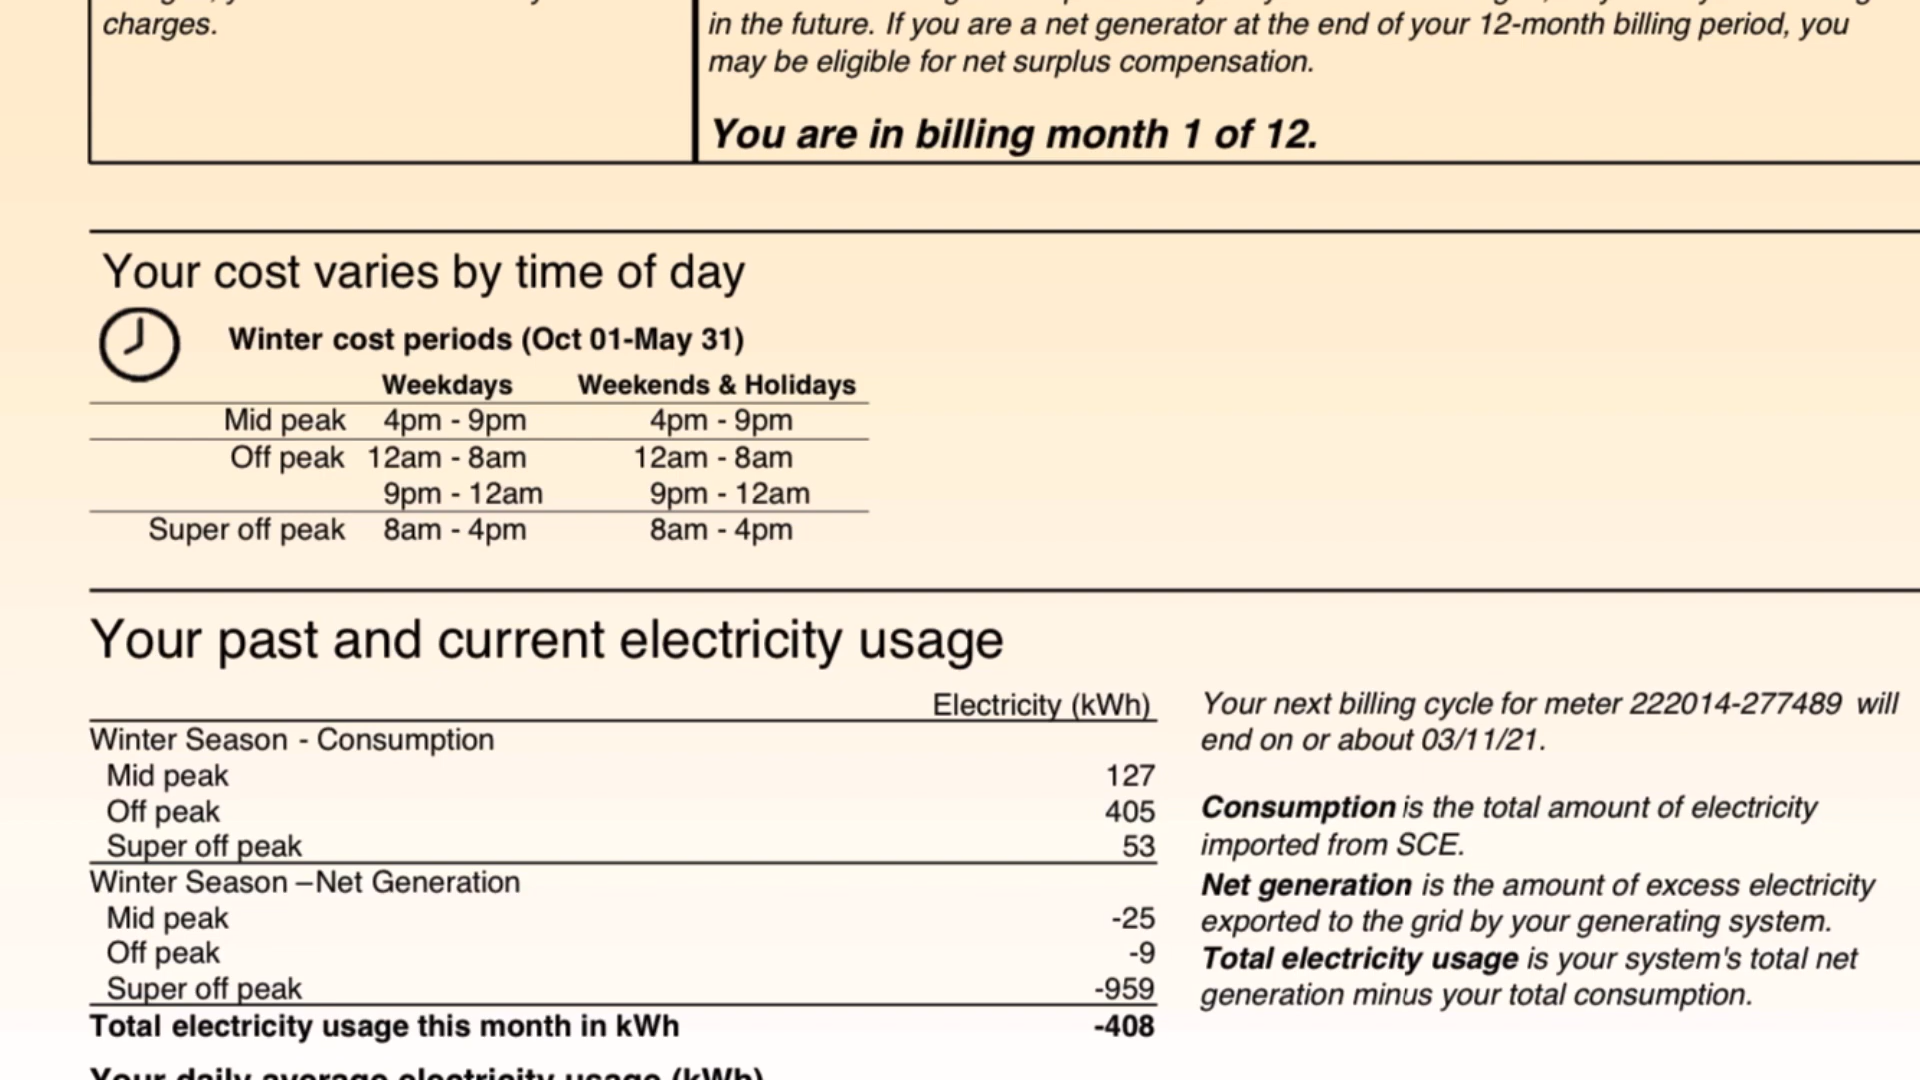 charges.
in the future. If you are a net generator at the end of your 12-month billing period, you
may be eligible for net surplus compensation.
You are in billing month 1 of 12.
Your cost varies by time of day
Winter cost periods (Oct 01-May 31)
Weekdays Weekends & Holidays
Mid peak 4pm - 9pm 4pm - 9pm
Off peak 12am - 8am 12am - 8am
9pm - 12am 9pm - 12am
Super off peak 8am - 4pm 8am - 4pm
Your past and current electricity usage
Electricity (kWh)
Winter Season - Consumption
Mid peak 127
Off peak 405
Super off peak 53
Winter Season –Net Generation
Mid peak -25
Off peak -9
Super off peak -959
Total electricity usage this month in kWh -408
Your daily average electricity usage (kWh)
Your next billing cycle for meter 222014-277489 will
end on or about 03/11/21.
Consumption is the total amount of electricity
imported from SCE.
Net generation is the amount of excess electricity
exported to the grid by your generating system.
Total electricity usage is your system's total net
generation minus your total consumption.